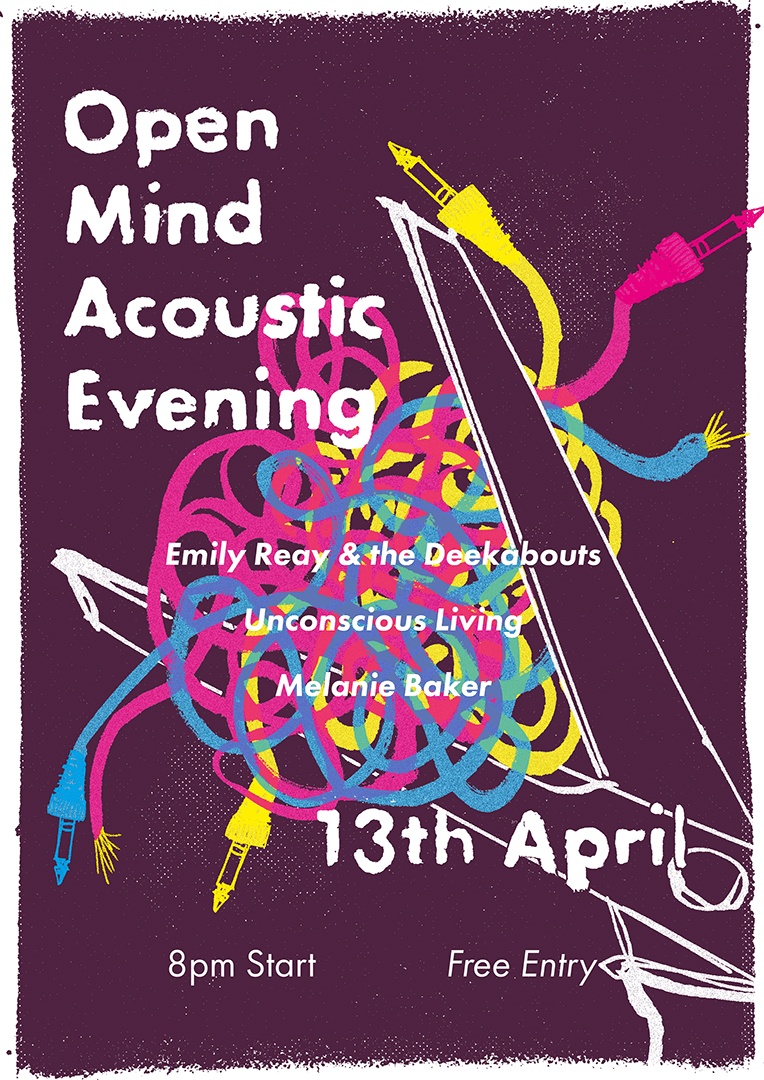 Open
Mind
Acoustic
Evening
Emily Reay & the Deekabouts
Unconscious Living
Melanie Baker
13th April
8pm Start
Free Entry